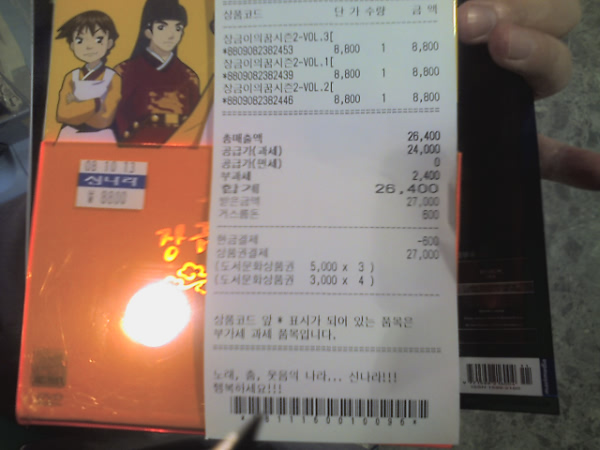 상품코드 단 가 수량 금 액
장금이의꿈시즌2-VOL.3[
*8809082382453 8,800 1 8,800
장금이의꿈시즌2-VOL.1[
*8809082382439 8,800 1 8,800
장금이의꿈시즌2-VOL.2[
*8809082382446 8,800 1 8,800
총매출액 26,400
공급가(과세) 24,000
공급가(면세) 0
부과세 2,400
합 계 26,400
받은금액 27,000
거스름돈 600
현금결제 -600
상품권결제 27,000
(도서문화상품권 5,000 x 3 )
(도서문화상품권 3,000 x 4 )
상품코드 앞 * 표시가 되어 있는 품목은
부가세 과세 품목입니다.
노래, 춤, 웃음의 나라... 신나라!!!
행복하세요!!!
08 10 13
신나라
₩ 8800
장금